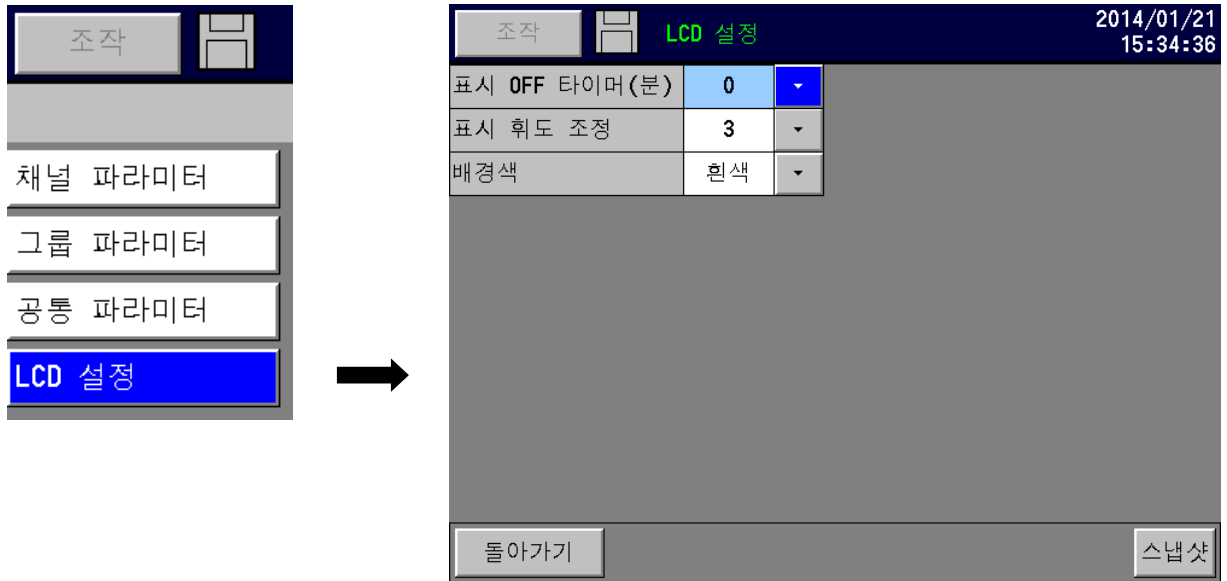 조작
채널 파라미터
그룹 파라미터
공통 파라미터
LCD 설정
조작 LCD 설정 2014/01/21
15:34:36
표시 OFF 타이머(분) 0
표시 휘도 조정 3
배경색 흰색
돌아가기 스냅샷